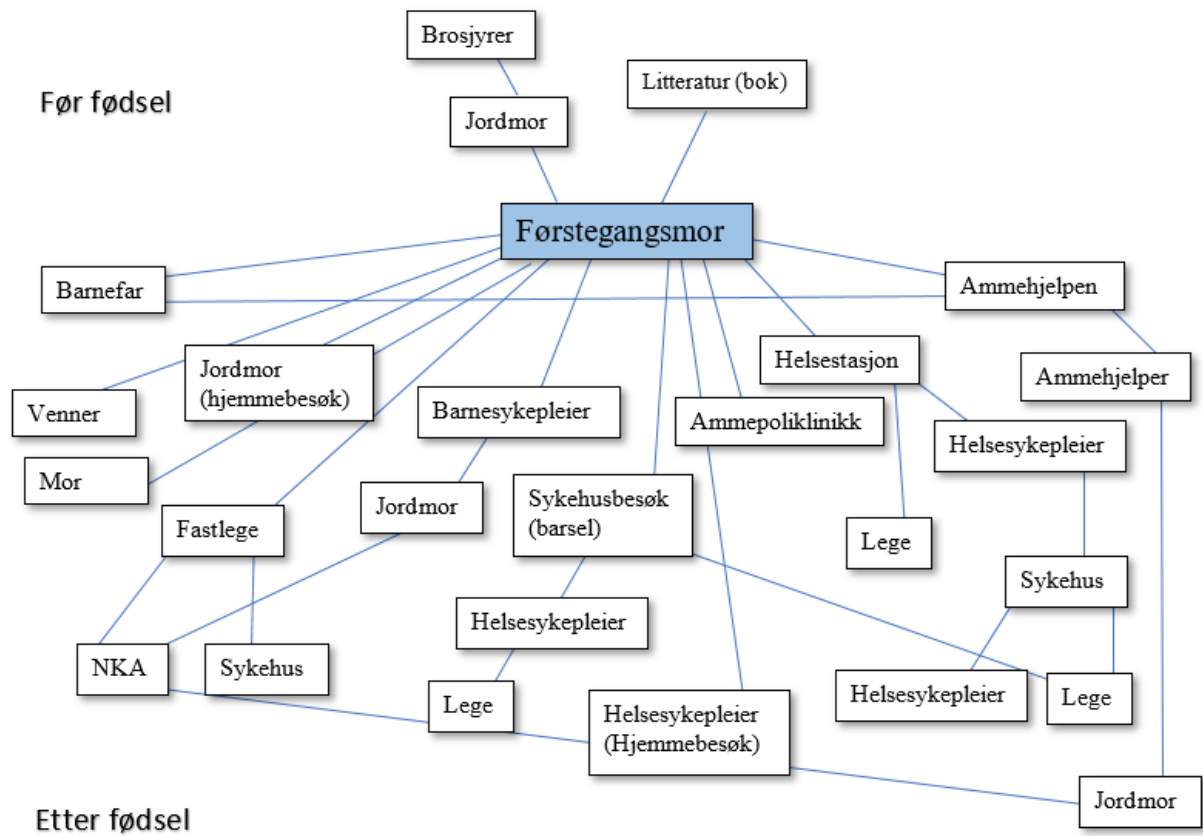 Brosjyrer
Litteratur (bok)
Før fødsel
Jordmor
Førstegangsmor
Barnefar
Ammehjelpen
Helsestasjon
Jordmor
(hjemmebesøk)
Ammehjelper
Venner
Barnesykepleier
Ammepoliklinikk
Helsesykepleier
Mor
Jordmor
Sykehusbesøk
(barsel)
Fastlege
Lege
Sykehus
Helsesykepleier
NKA
Sykehus
Lege
Helsesykepleier
(Hjemmebesøk)
Helsesykepleier
Lege
Jordmor
Etter fødsel